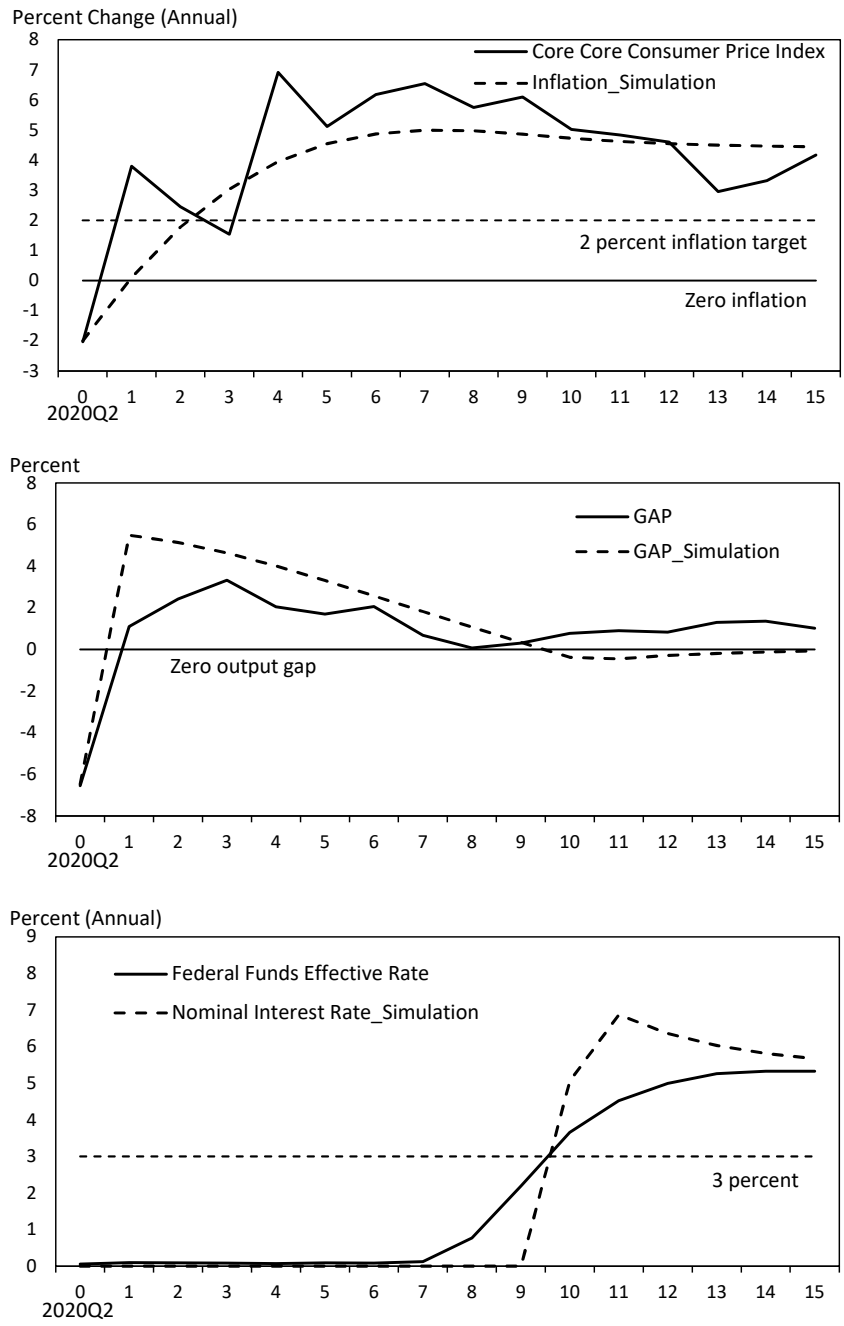 Percent Change (Annual)
8
7
6
5
4
3
2
1
0
-1
-2
-3
Core Core Consumer Price Index
Inflation_Simulation
2 percent inflation target
Zero inflation
0 1 2 3 4 5 6 7 8 9 10 11 12 13 14 15
2020Q2
Percent
8
6
4
2
0
-2
-4
-6
-8
GAP
GAP_Simulation
Zero output gap
0 1 2 3 4 5 6 7 8 9 10 11 12 13 14 15
2020Q2
Percent (Annual)
9
8
7
6
5
4
3
2
1
0
Federal Funds Effective Rate
Nominal Interest Rate_Simulation
3 percent
0 1 2 3 4 5 6 7 8 9 10 11 12 13 14 15
2020Q2